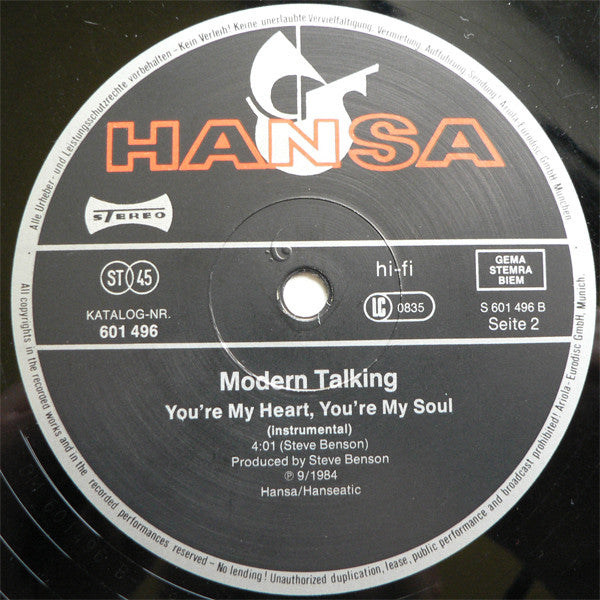 Alle Urheber- und Leistungsschutzrechte vorbehalten - Kein Verleih! Keine unerlaubte Vervielfältigung, Vermietung, Aufführung, Sendung! Ariola-Eurodisc GmbH, München.
HANSA
STEREO
ST 45
KATALOG-NR.
601 496
hi-fi
LC 0835
GEMA
STEMRA
BIEM
S 601 496 B
Seite 2
Modern Talking
You're My Heart, You're My Soul
(instrumental)
4:01 (Steve Benson)
Produced by Steve Benson
Ⓟ 9/1984
Hansa/Hanseatic
All copyrights in the recorded works and in the recorded performances reserved - No lending! Unauthorized duplication, lease, public performance and broadcast prohibited! Ariola-Eurodisc GmbH, Munich.